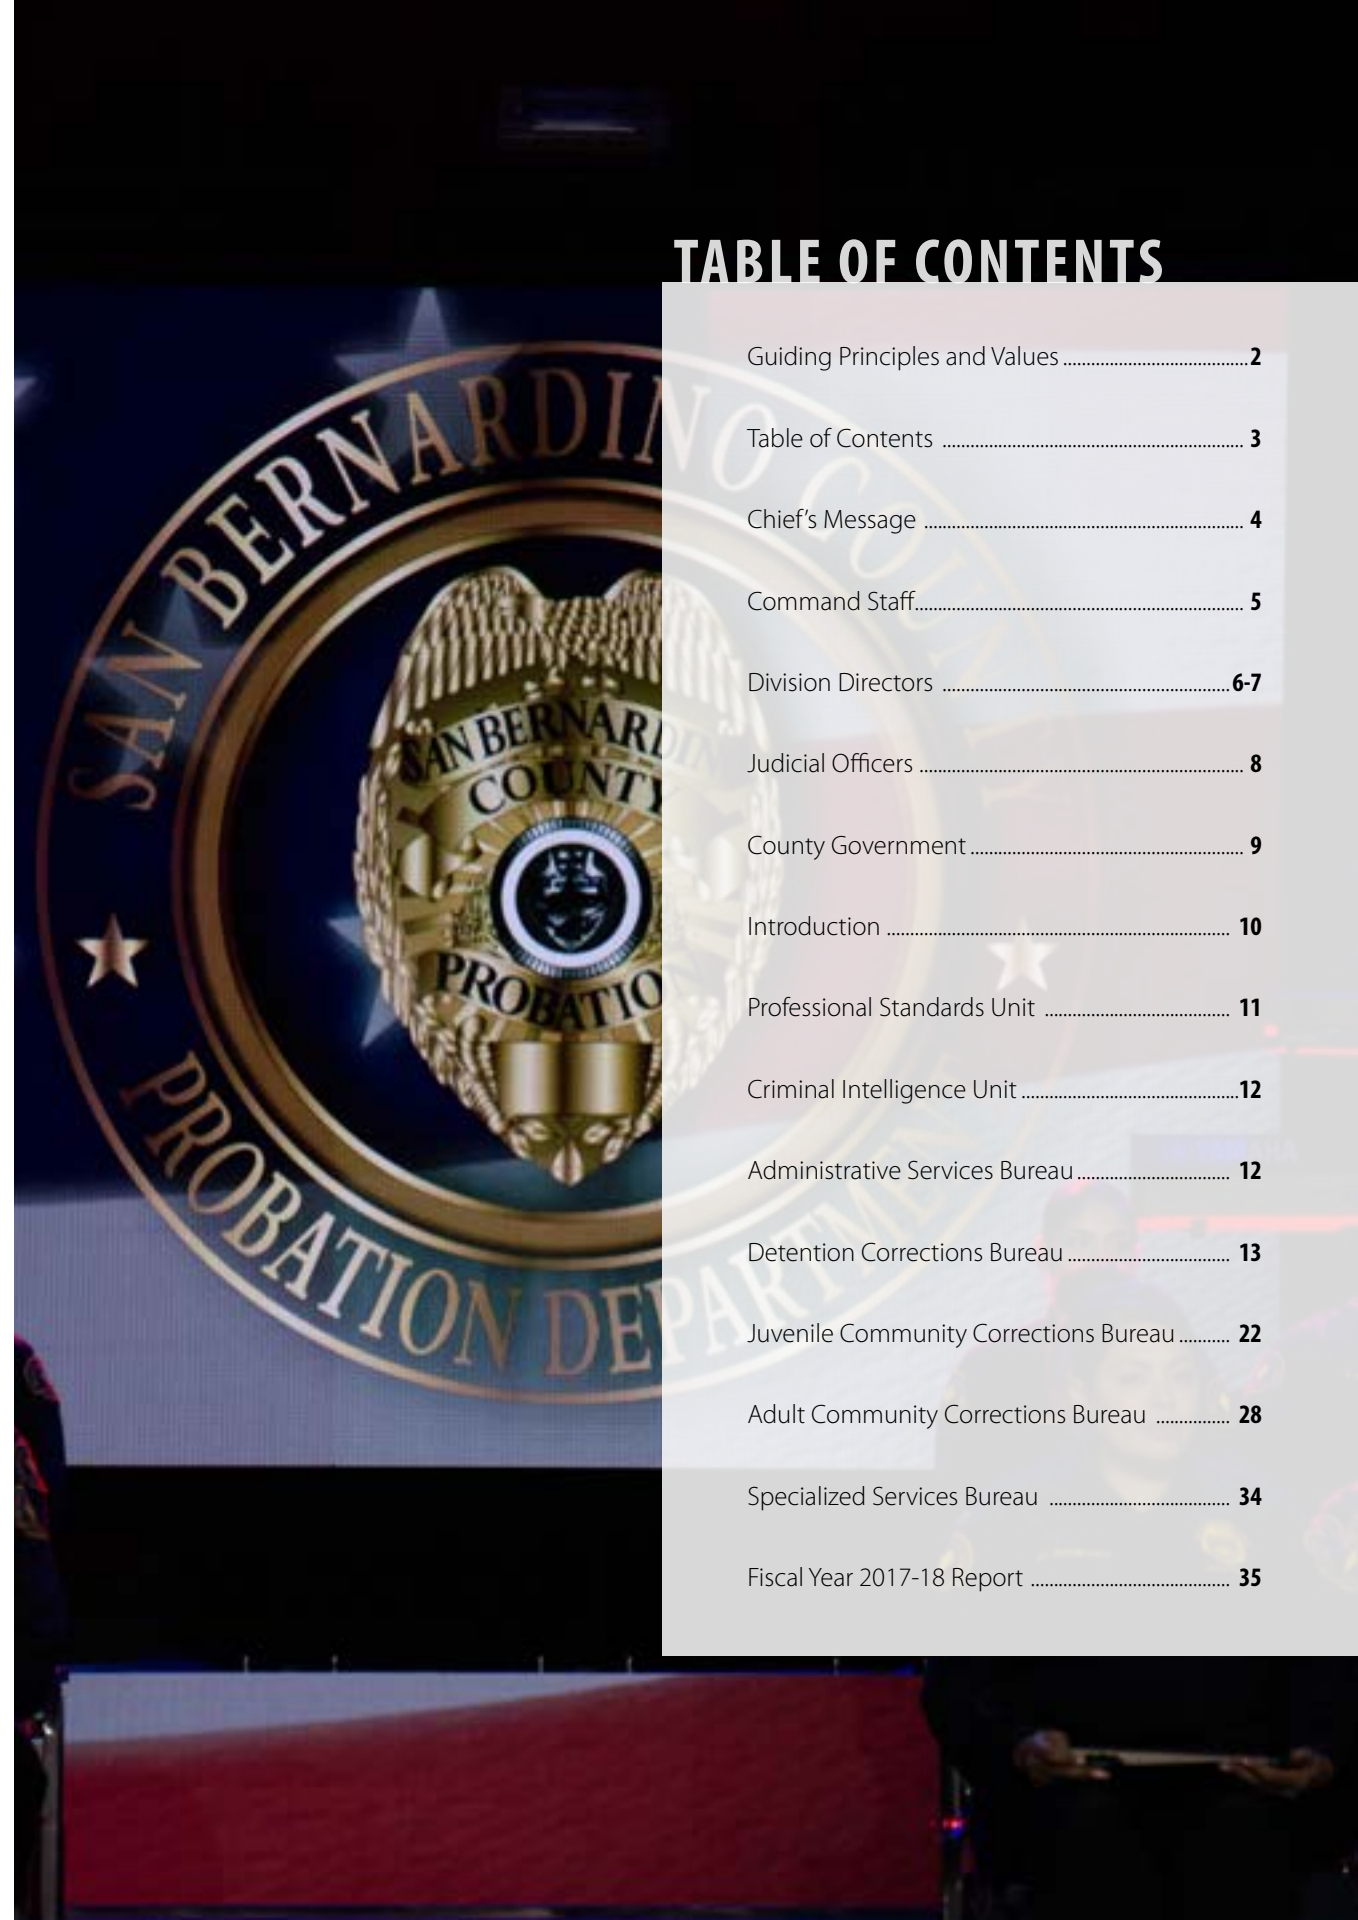 TABLE OF CONTENTS
Guiding Principles and Values 2
Table of Contents 3
Chief's Message 4
Command Staff 5
Division Directors 6-7
Judicial Officers 8
County Government 9
Introduction 10
Professional Standards Unit 11
Criminal Intelligence Unit 12
Administrative Services Bureau 12
Detention Corrections Bureau 13
Juvenile Community Corrections Bureau 22
Adult Community Corrections Bureau 28
Specialized Services Bureau 34
Fiscal Year 2017-18 Report 35
SAN BERNARDINO COUNTY
PROBATION DEPARTMENT
SAN BERNARDIN
COUNTY
PROBATION
YAMAHA